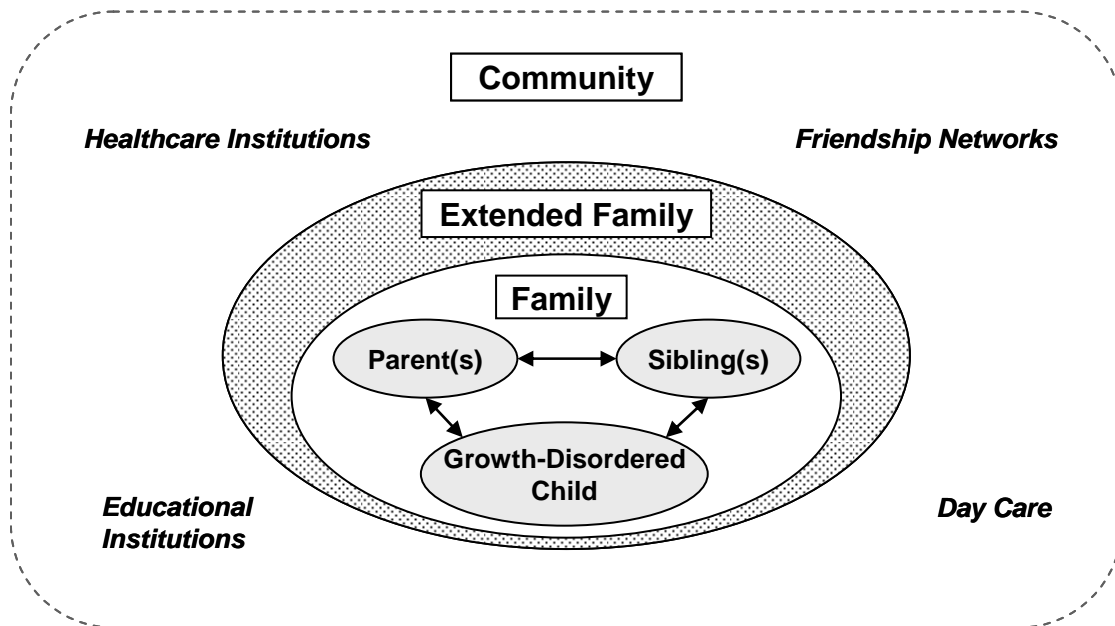 Community
Healthcare Institutions
Friendship Networks
Extended Family
Family
Parent(s)
Sibling(s)
Growth-Disordered
Child
Educational
Institutions
Day Care